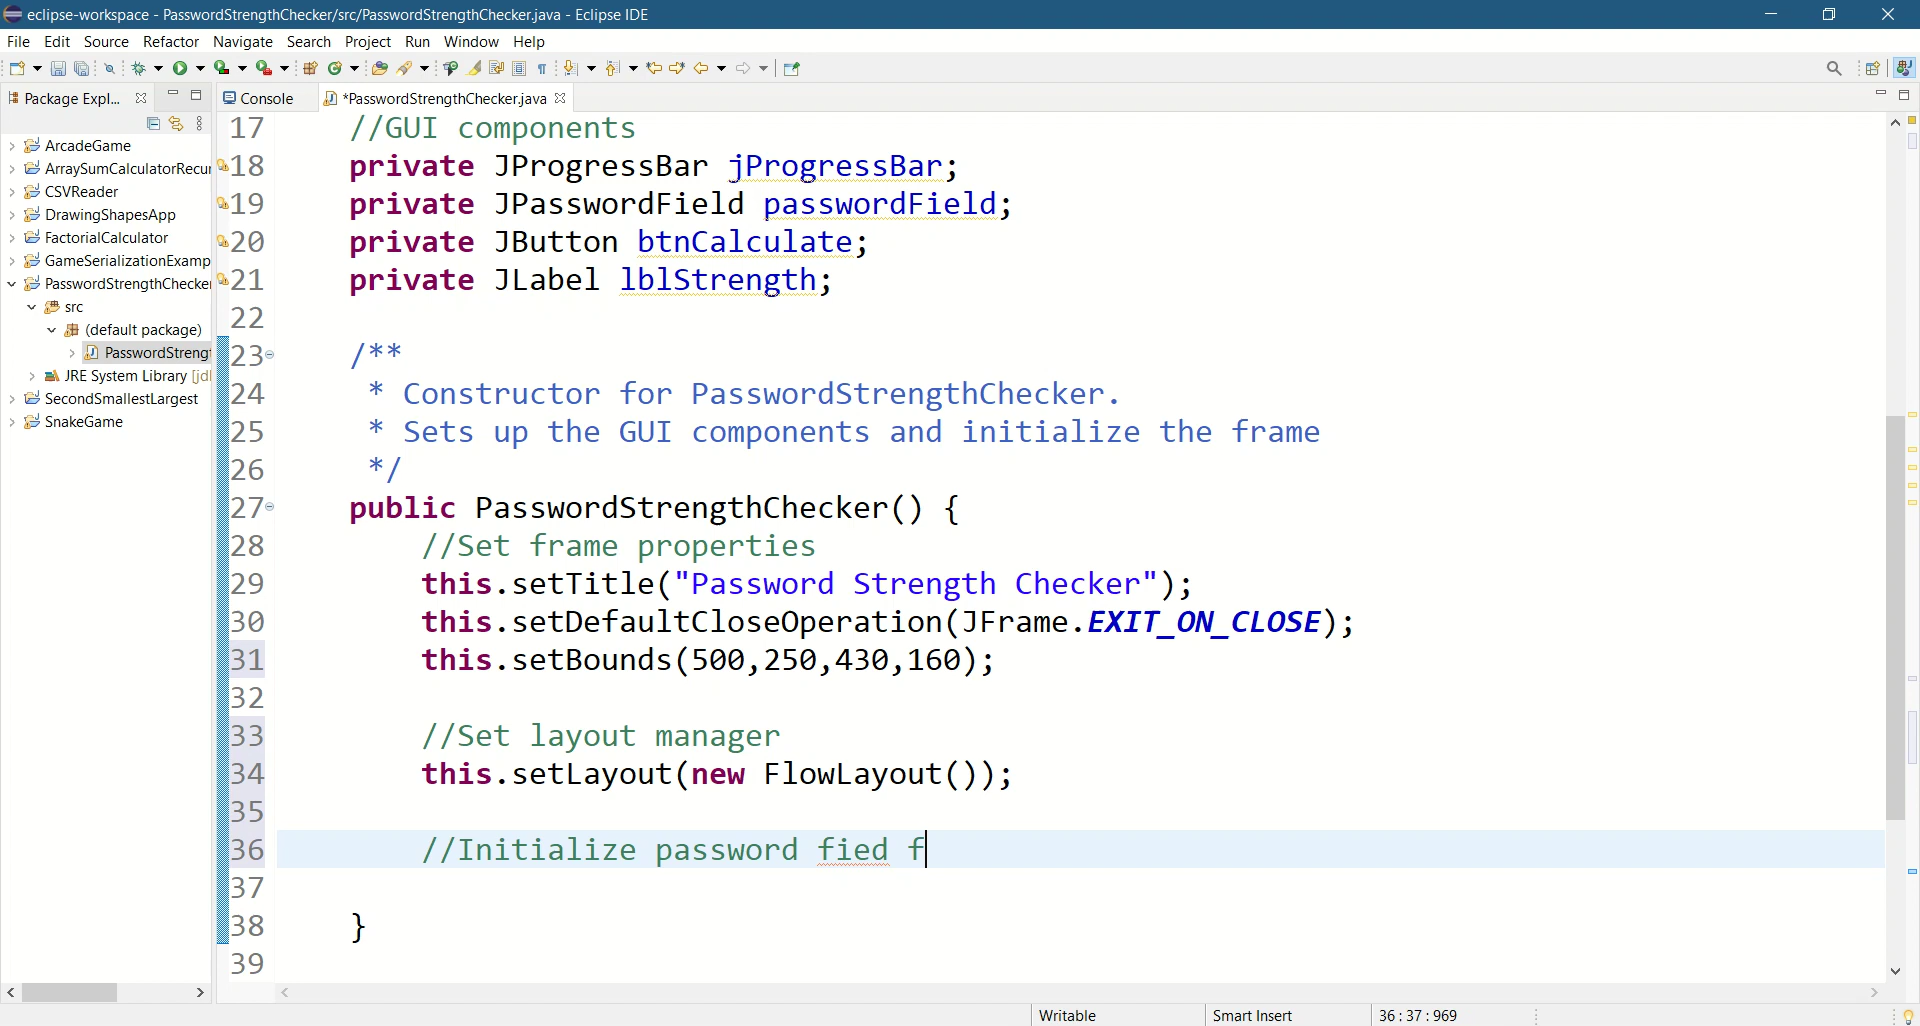 eclipse-workspace - PasswordStrengthChecker/src/PasswordStrengthChecker.java - Eclipse IDE
File Edit Source Refactor Navigate Search Project Run Window Help
Package Expl... Console *PasswordStrengthChecker.java
ArcadeGame
ArraySumCalculatorRecur
CSVReader
DrawingShapesApp
FactorialCalculator
GameSerializationExamp
PasswordStrengthChecker
src
(default package)
PasswordStrengt
JRE System Library [jdl
SecondSmallestLargest
SnakeGame
17 //GUI components
18 private JProgressBar jProgressBar;
19 private JPasswordField passwordField;
20 private JButton btnCalculate;
21 private JLabel lblStrength;
22
23 /**
24 * Constructor for PasswordStrengthChecker.
25 * Sets up the GUI components and initialize the frame
26 */
27 public PasswordStrengthChecker() {
28 //Set frame properties
29 this.setTitle("Password Strength Checker");
30 this.setDefaultCloseOperation(JFrame.EXIT_ON_CLOSE);
31 this.setBounds(500,250,430,160);
32
33 //Set layout manager
34 this.setLayout(new FlowLayout());
35
36 //Initialize password fied f
37
38 }
39
Writable Smart Insert 36 : 37 : 969